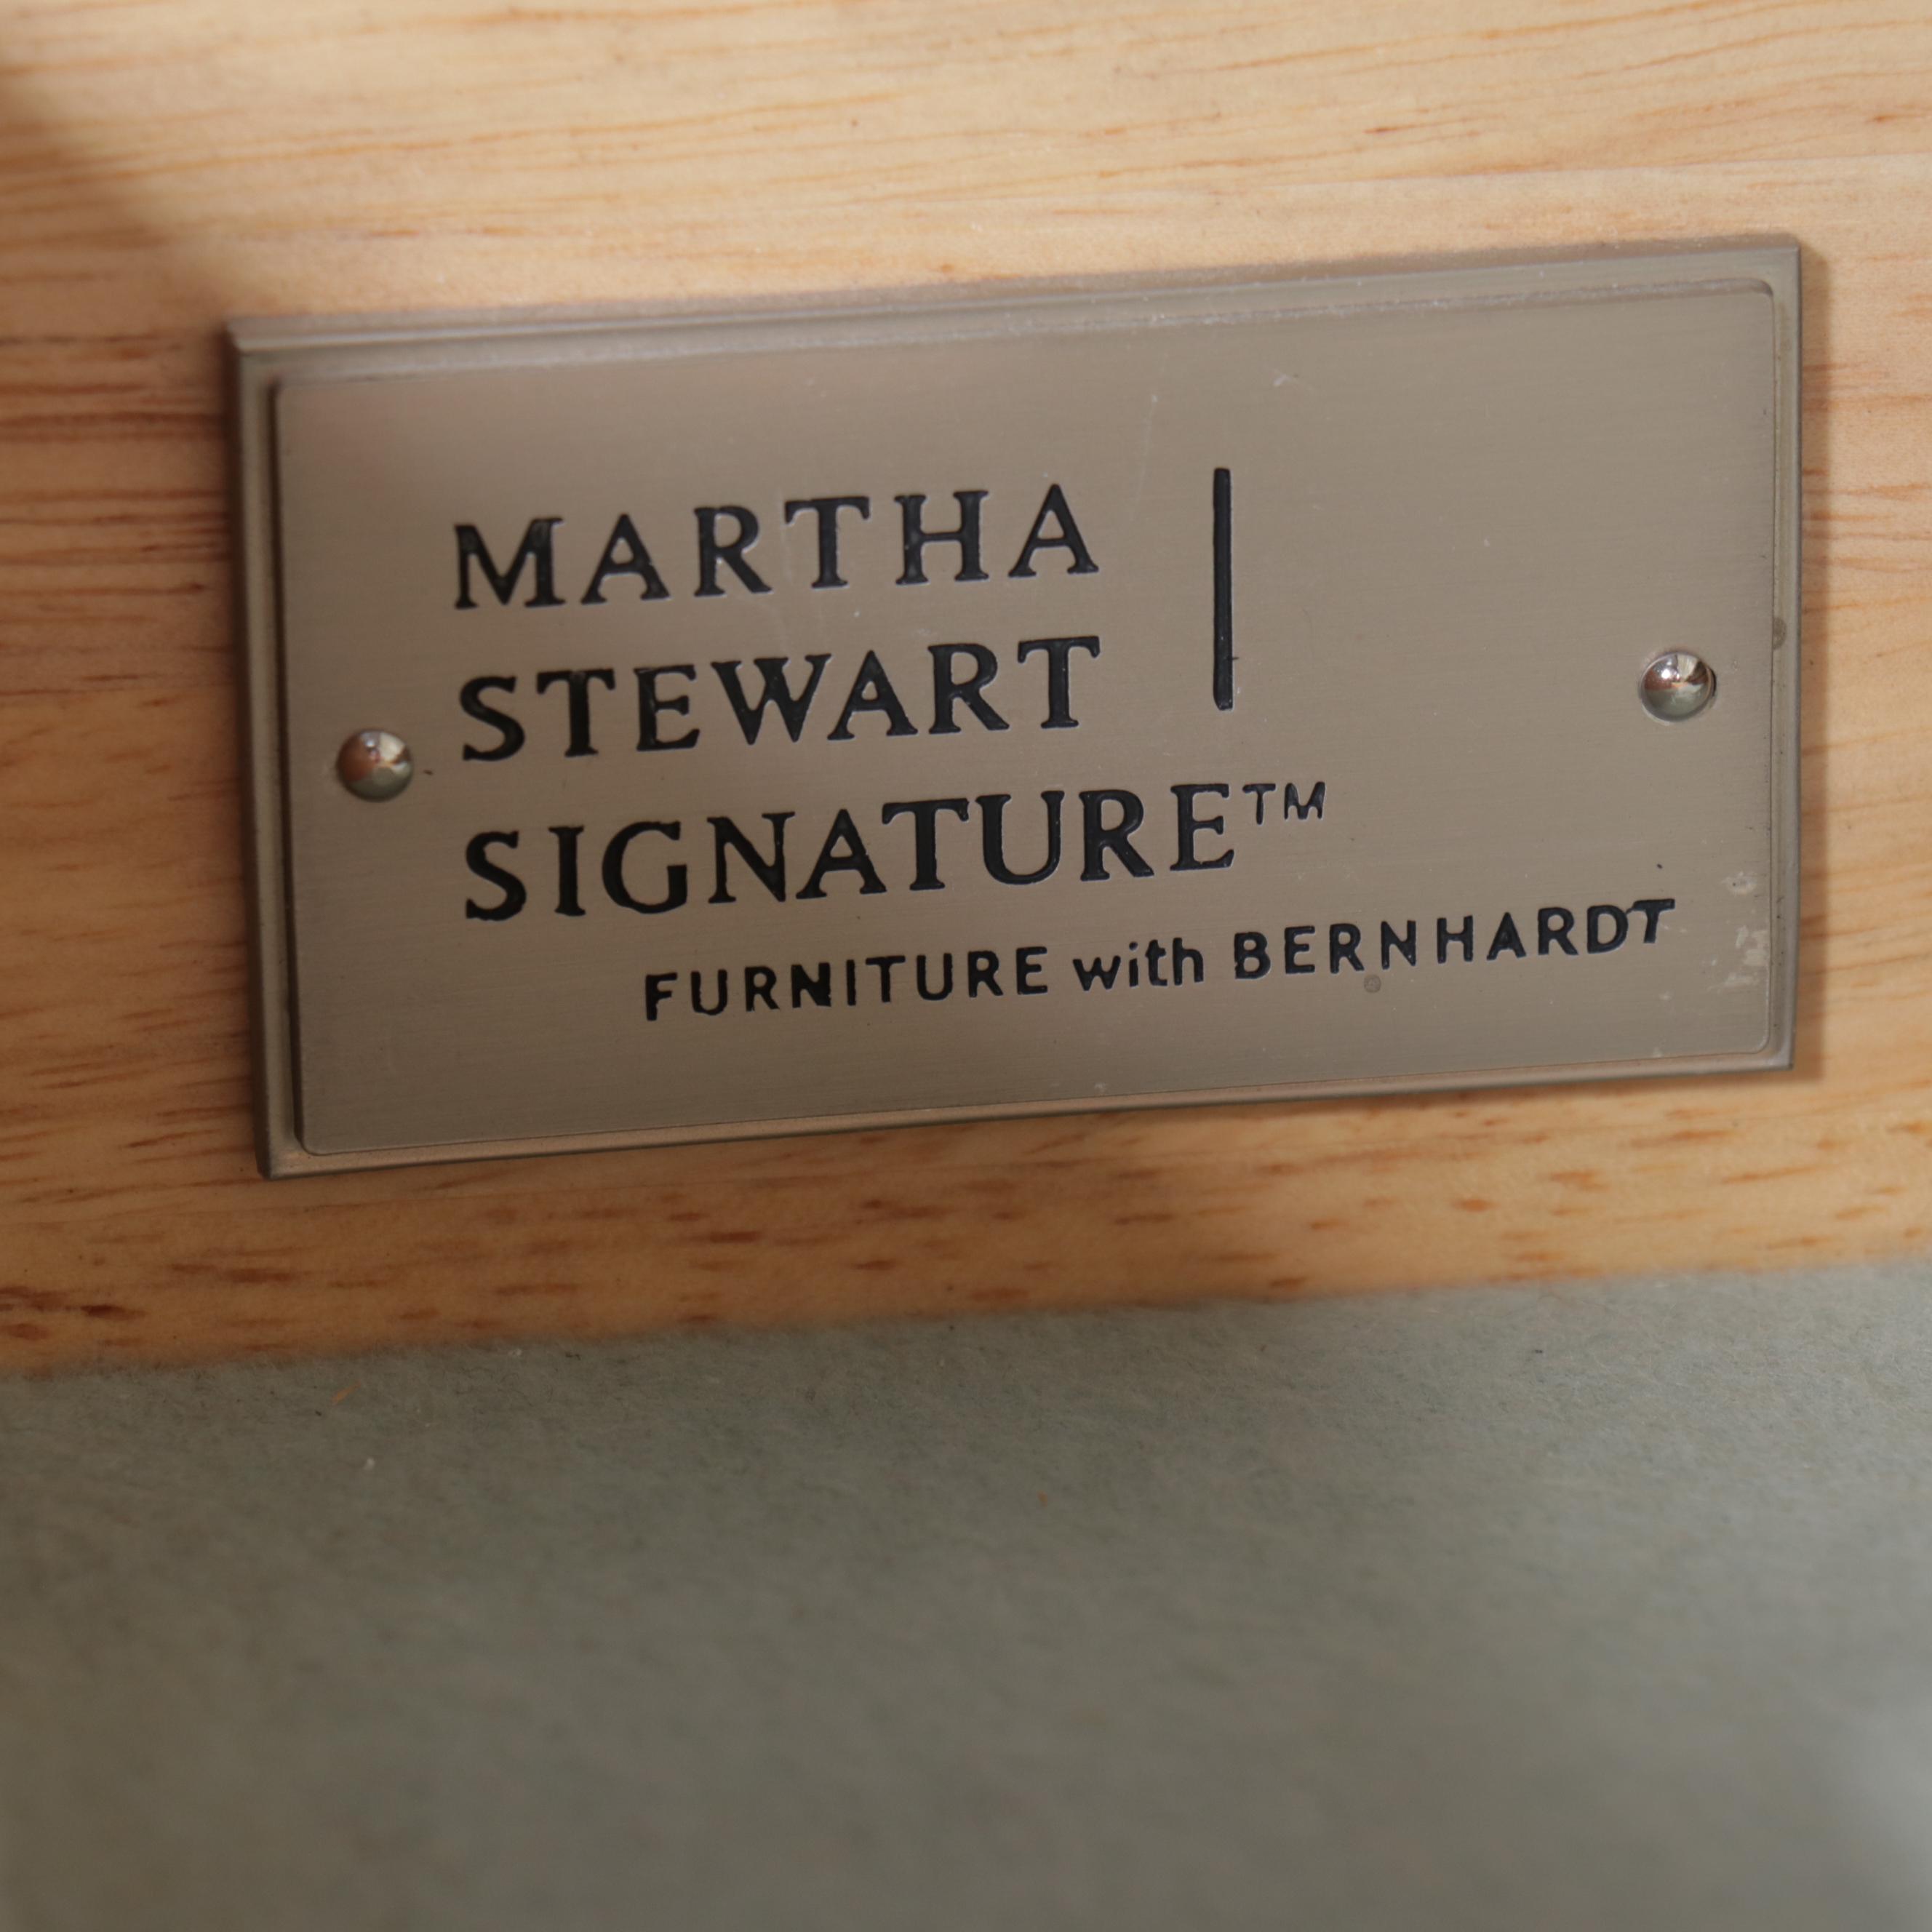 MARTHA
STEWART
SIGNATURE™
FURNITURE with BERNHARDT